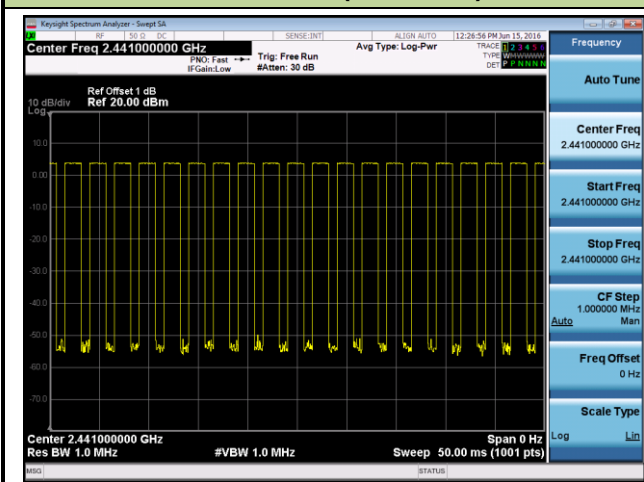 Keysight Spectrum Analyzer - Swept SA
RF 50 Ω DC SENSE:INT ALIGN AUTO 12:26:56 PM Jun 15, 2016
Center Freq 2.441000000 GHz
Avg Type: Log-Pwr
TRACE 1 2 3 4 5 6
TYPE WMWWWW
DET P P N N N N
PNO: Fast
IFGain:Low
Trig: Free Run
#Atten: 30 dB
Ref Offset 1 dB
10 dB/div Ref 20.00 dBm
Log
10.0
0.00
-10.0
-20.0
-30.0
-40.0
-50.0
-60.0
-70.0
Center 2.441000000 GHz Span 0 Hz
Res BW 1.0 MHz #VBW 1.0 MHz Sweep 50.00 ms (1001 pts)
MSG STATUS
Frequency
Auto Tune
Center Freq
2.441000000 GHz
Start Freq
2.441000000 GHz
Stop Freq
2.441000000 GHz
CF Step
1.000000 MHz
Auto Man
Freq Offset
0 Hz
Scale Type
Log Lin